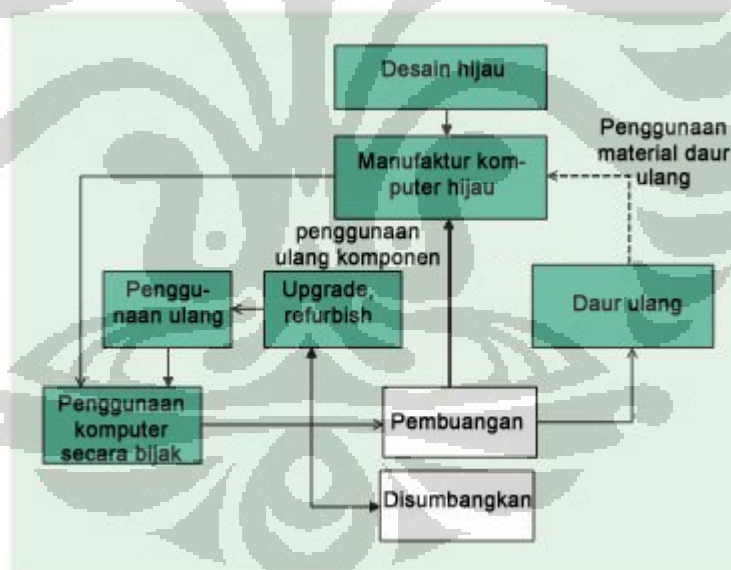 Desain hijau
Manufaktur kom-
puter hijau
Penggunaan
material daur
ulang
penggunaan
ulang komponen
Penggu-
naan ulang
Upgrade,
refurbish
Daur ulang
Penggunaan
komputer
secara bijak
Pembuangan
Disumbangkan